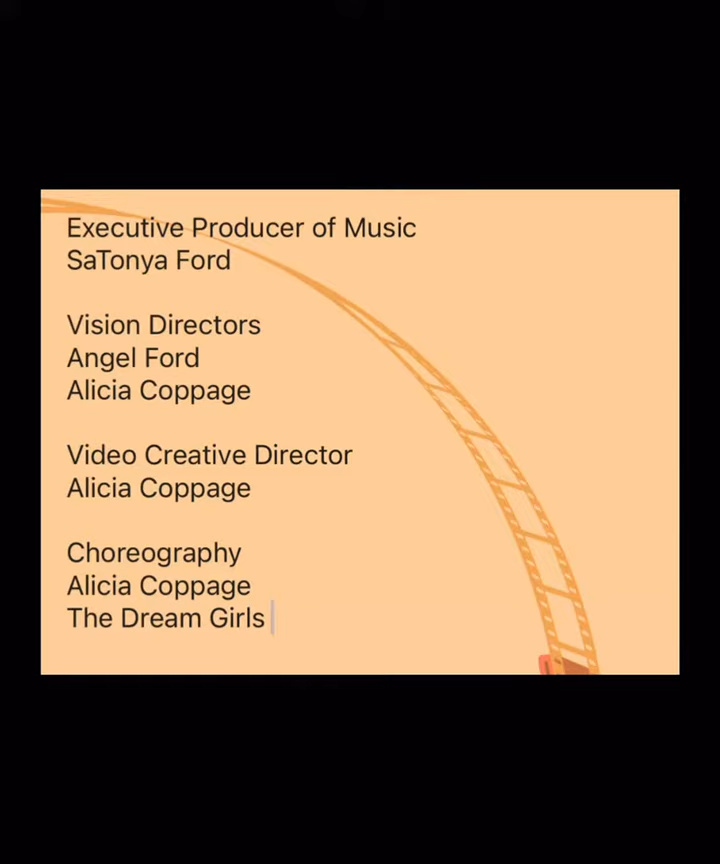 Executive Producer of Music
SaTonya Ford
Vision Directors
Angel Ford
Alicia Coppage
Video Creative Director
Alicia Coppage
Choreography
Alicia Coppage
The Dream Girls